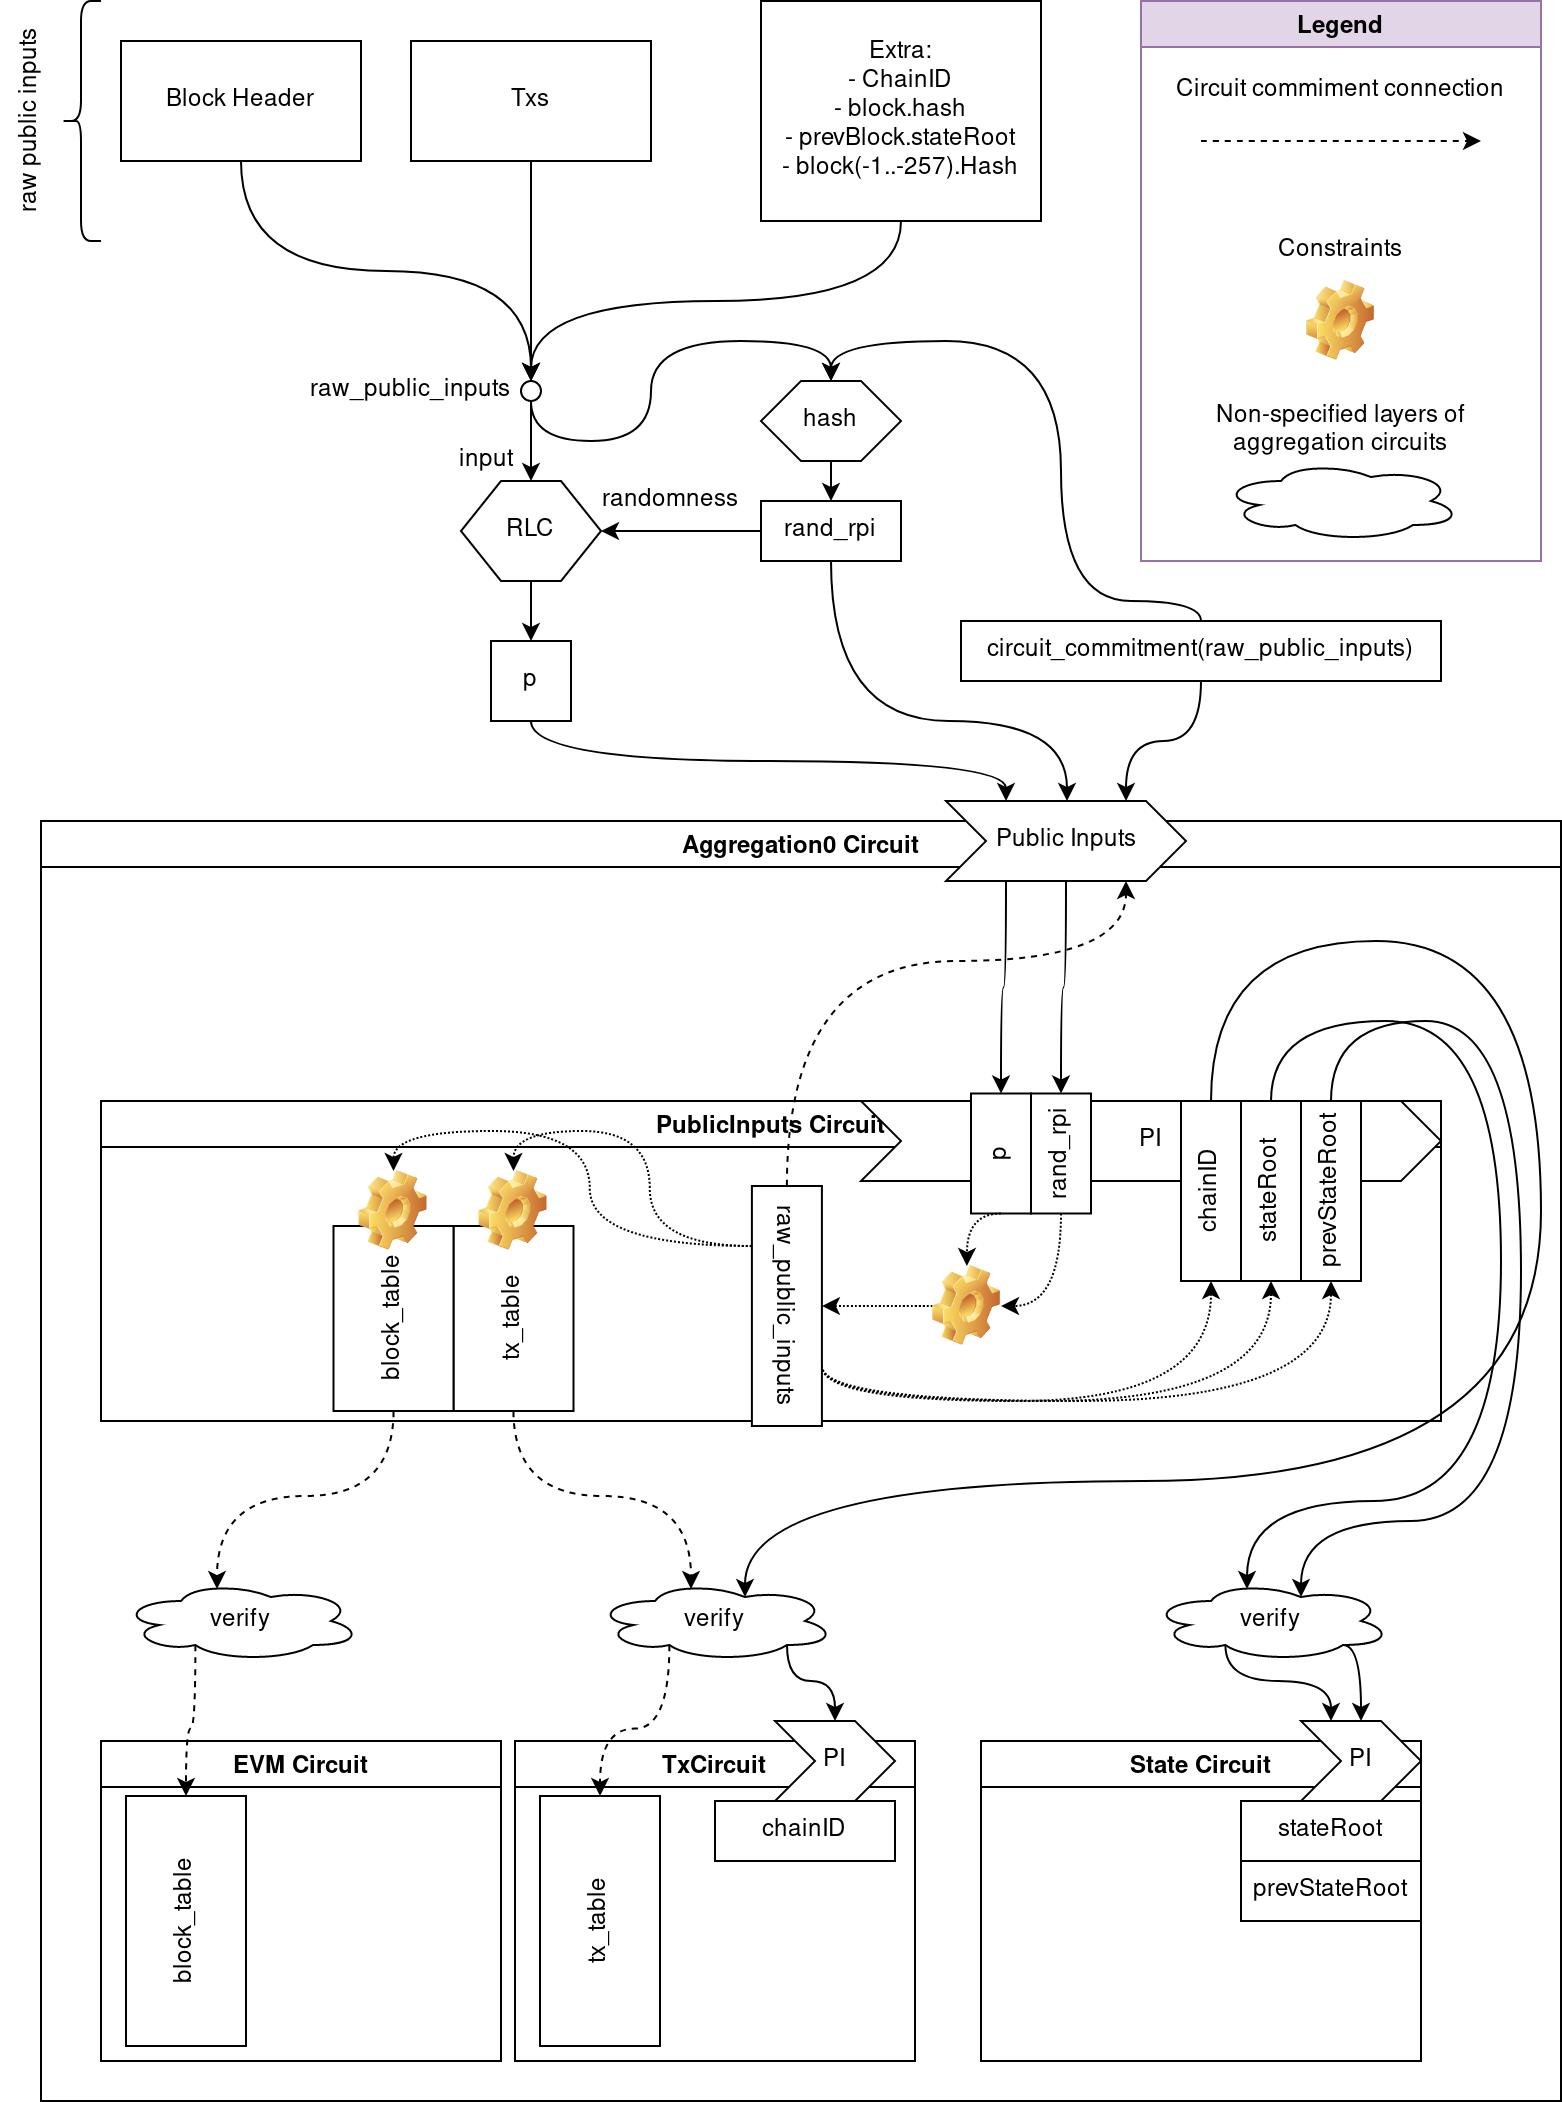 raw public inputs
Block Header
Txs
Extra:
- ChainID
- block.hash
- prevBlock.stateRoot
- block(-1..-257).Hash
Legend
Circuit commiment connection
Constraints
Non-specified layers of
aggregation circuits
raw_public_inputs
hash
input
randomness
RLC
rand_rpi
circuit_commitment(raw_public_inputs)
p
Public Inputs
Aggregation0 Circuit
PublicInputs Circuit
p
rand_rpi
PI
chainID
stateRoot
prevStateRoot
block_table
tx_table
raw_public_inputs
verify
verify
verify
EVM Circuit
TxCircuit
PI
State Circuit
PI
chainID
stateRoot
prevStateRoot
block_table
tx_table